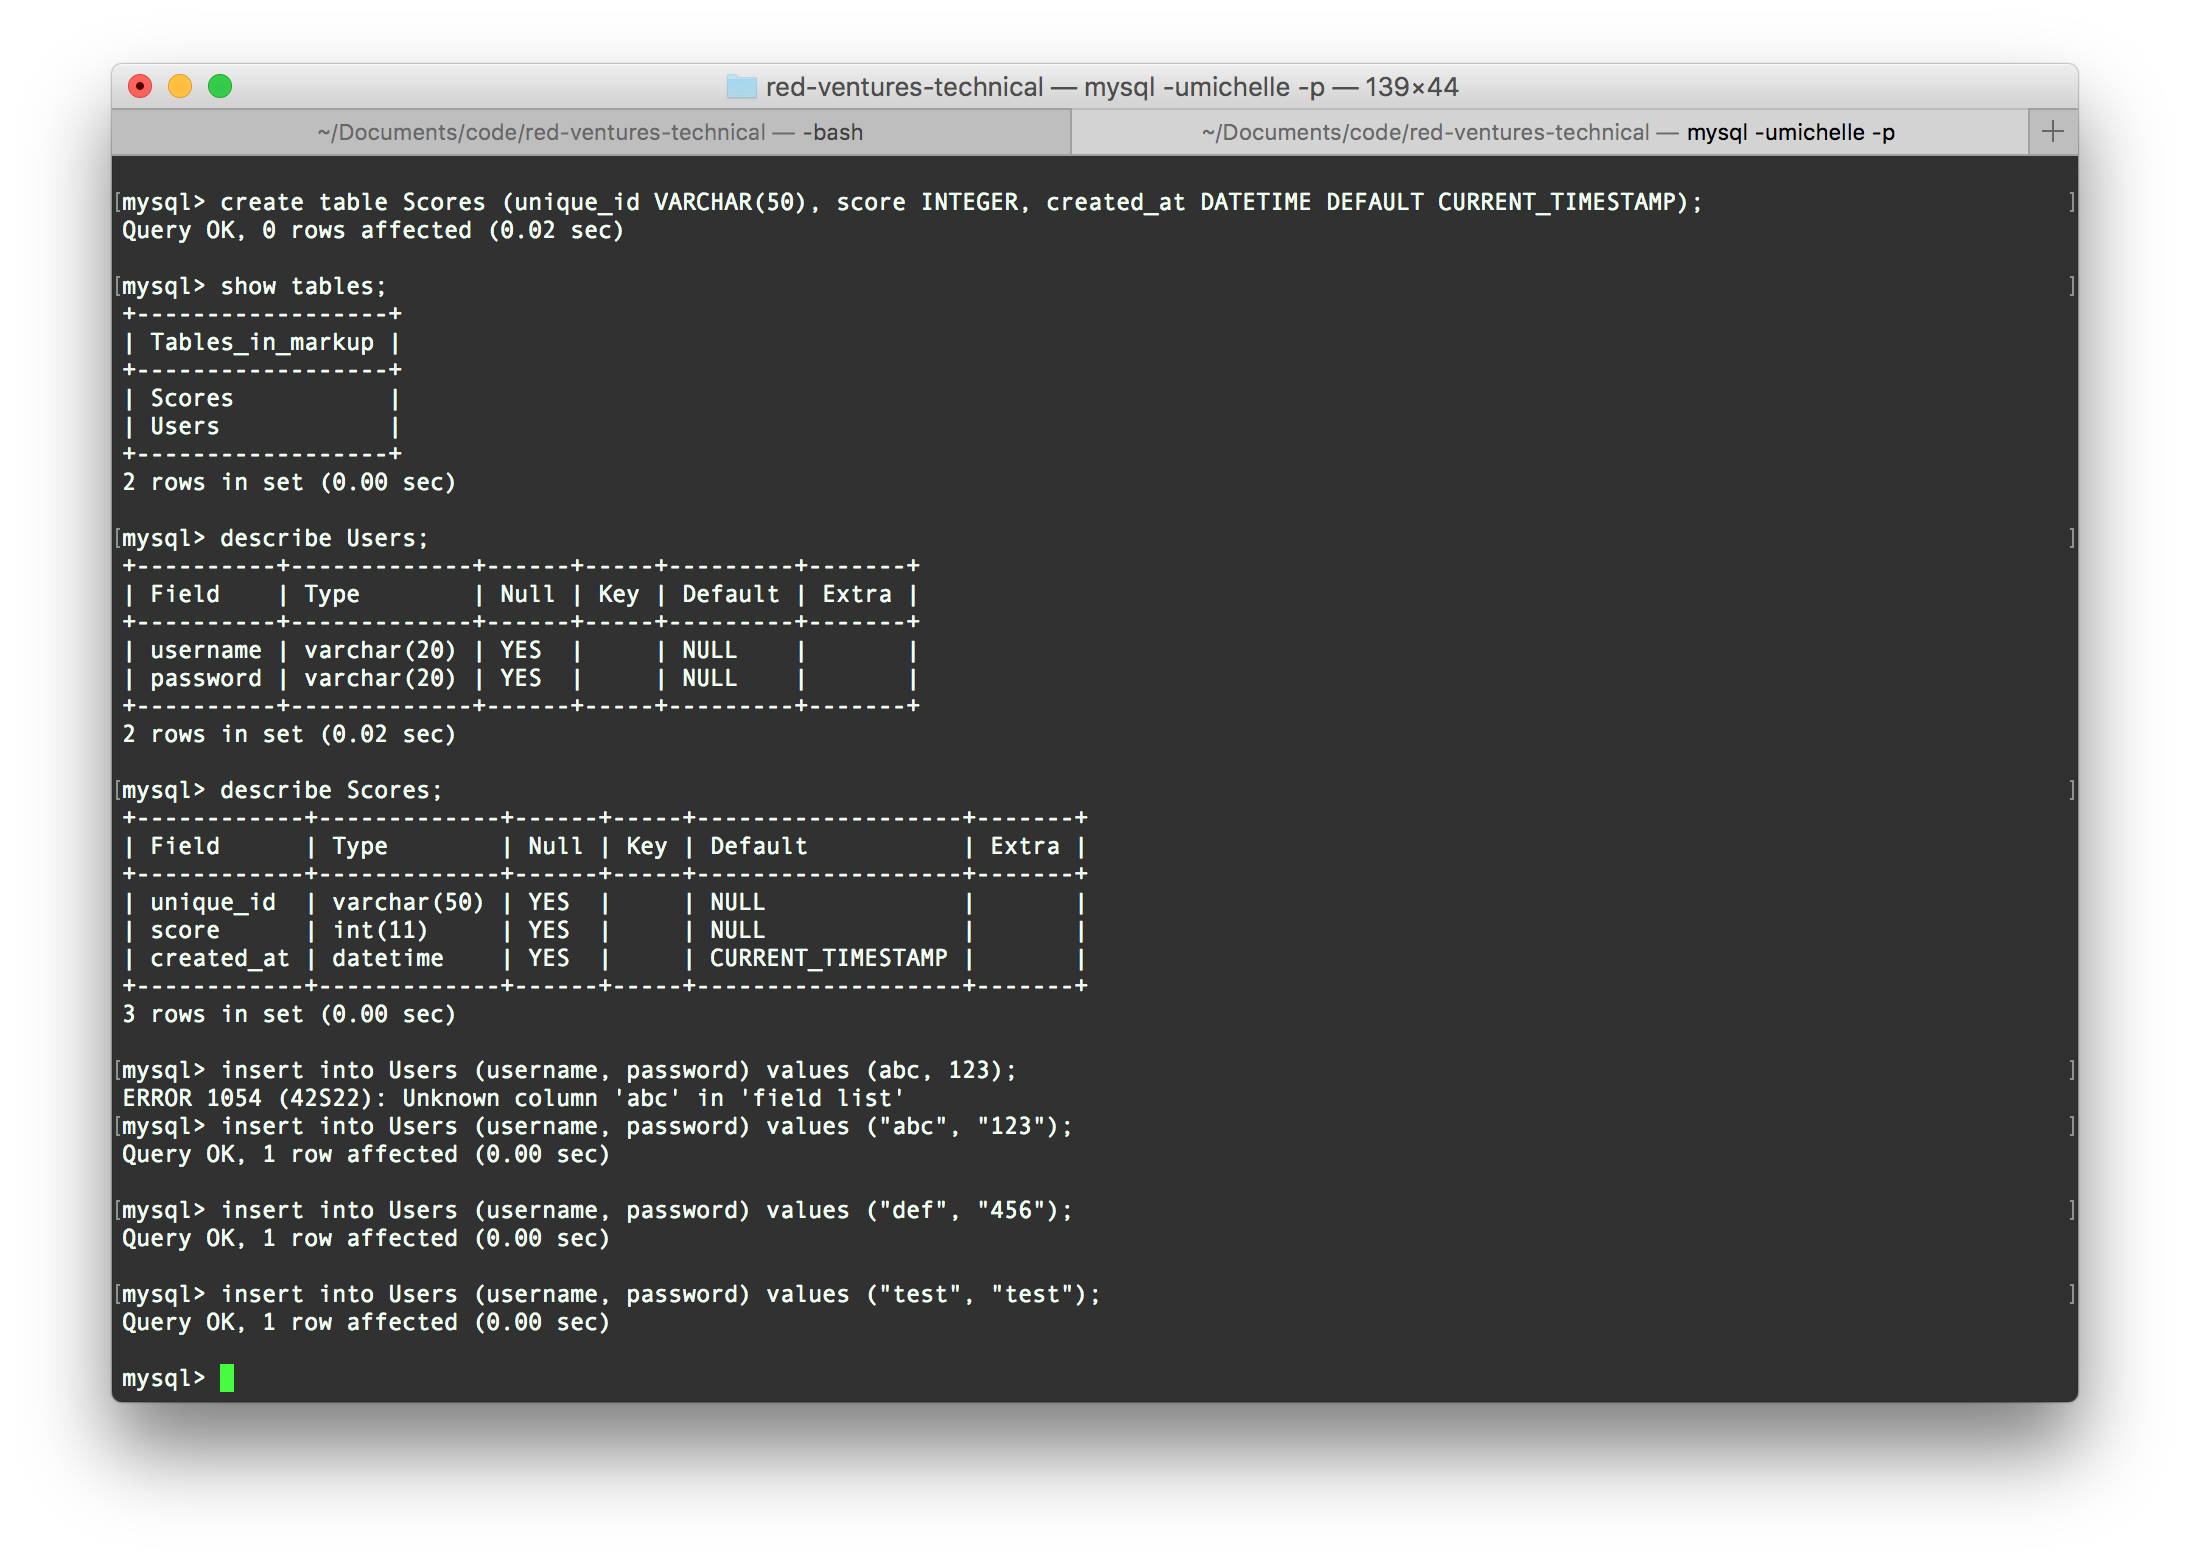 red-ventures-technical — mysql -umichelle -p — 139×44
~/Documents/code/red-ventures-technical — -bash
~/Documents/code/red-ventures-technical — mysql -umichelle -p
[mysql> create table Scores (unique_id VARCHAR(50), score INTEGER, created_at DATETIME DEFAULT CURRENT_TIMESTAMP); ]
Query OK, 0 rows affected (0.02 sec)
[mysql> show tables; ]
+------------------+
| Tables_in_markup |
+------------------+
| Scores           |
| Users            |
+------------------+
2 rows in set (0.00 sec)
[mysql> describe Users; ]
+----------+-------------+------+-----+---------+-------+
| Field    | Type        | Null | Key | Default | Extra |
+----------+-------------+------+-----+---------+-------+
| username | varchar(20) | YES  |     | NULL    |       |
| password | varchar(20) | YES  |     | NULL    |       |
+----------+-------------+------+-----+---------+-------+
2 rows in set (0.02 sec)
[mysql> describe Scores; ]
+------------+-------------+------+-----+-------------------+-------+
| Field      | Type        | Null | Key | Default           | Extra |
+------------+-------------+------+-----+-------------------+-------+
| unique_id  | varchar(50) | YES  |     | NULL              |       |
| score      | int(11)     | YES  |     | NULL              |       |
| created_at | datetime    | YES  |     | CURRENT_TIMESTAMP |       |
+------------+-------------+------+-----+-------------------+-------+
3 rows in set (0.00 sec)
[mysql> insert into Users (username, password) values (abc, 123); ]
ERROR 1054 (42S22): Unknown column 'abc' in 'field list'
[mysql> insert into Users (username, password) values ("abc", "123"); ]
Query OK, 1 row affected (0.00 sec)
[mysql> insert into Users (username, password) values ("def", "456"); ]
Query OK, 1 row affected (0.00 sec)
[mysql> insert into Users (username, password) values ("test", "test"); ]
Query OK, 1 row affected (0.00 sec)
mysql>